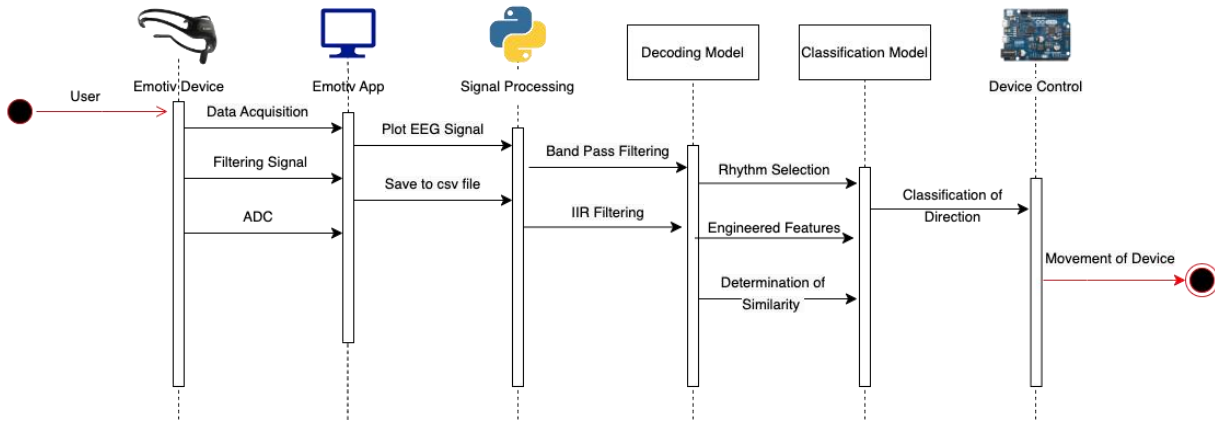 Decoding Model
Classification Model
Emotiv Device
Emotiv App
Signal Processing
Device Control
User
Data Acquisition
Plot EEG Signal
Band Pass Filtering
Filtering Signal
Rhythm Selection
Save to csv file
Classification of
Direction
ADC
IIR Filtering
Engineered Features
Movement of Device
Determination of
Similarity